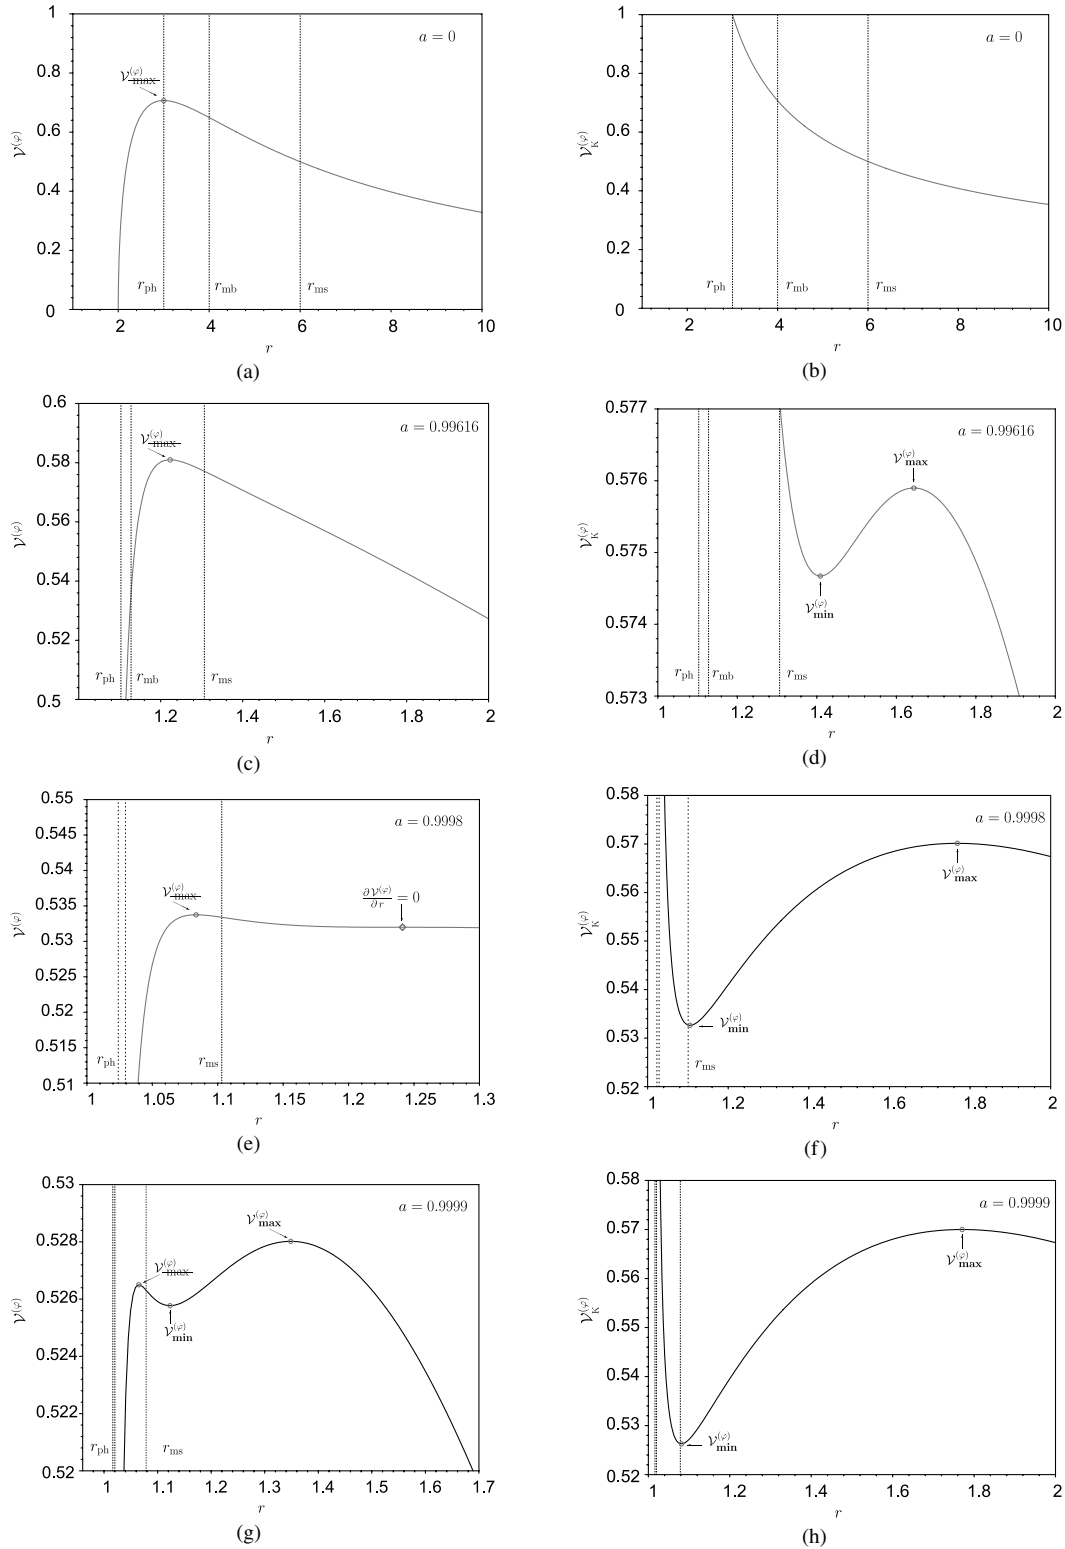 1
0.8
0.6
0.4
0.2
0
𝒱^(φ)
𝒱^(φ)_max
a = 0
r_ph
r_mb
r_ms
2 4 6 8 10
r
(a)
1
0.8
0.6
0.4
0.2
0
𝒱_K^(φ)
a = 0
r_ph
r_mb
r_ms
2 4 6 8 10
r
(b)
0.6
0.58
0.56
0.54
0.52
0.5
𝒱^(φ)
𝒱^(φ)_max
a = 0.99616
r_ph
r_mb
r_ms
1.2 1.4 1.6 1.8 2
r
(c)
0.577
0.576
0.575
0.574
0.573
𝒱_K^(φ)
a = 0.99616
𝒱^(φ)_max
𝒱^(φ)_min
r_ph
r_mb
r_ms
1 1.2 1.4 1.6 1.8 2
r
(d)
0.55
0.545
0.54
0.535
0.53
0.525
0.52
0.515
0.51
𝒱^(φ)
a = 0.9998
𝒱^(φ)_max
∂𝒱^(φ)/∂r = 0
r_ph
r_ms
1 1.05 1.1 1.15 1.2 1.25 1.3
r
(e)
0.58
0.57
0.56
0.55
0.54
0.53
0.52
𝒱_K^(φ)
a = 0.9998
𝒱^(φ)_max
𝒱^(φ)_min
r_ms
1 1.2 1.4 1.6 1.8 2
r
(f)
0.53
0.528
0.526
0.524
0.522
0.52
𝒱^(φ)
a = 0.9999
𝒱^(φ)_max
𝒱^(φ)_max
𝒱^(φ)_min
r_ph
r_ms
1 1.1 1.2 1.3 1.4 1.5 1.6 1.7
r
(g)
0.58
0.57
0.56
0.55
0.54
0.53
0.52
𝒱_K^(φ)
a = 0.9999
𝒱^(φ)_max
𝒱^(φ)_min
1 1.2 1.4 1.6 1.8 2
r
(h)